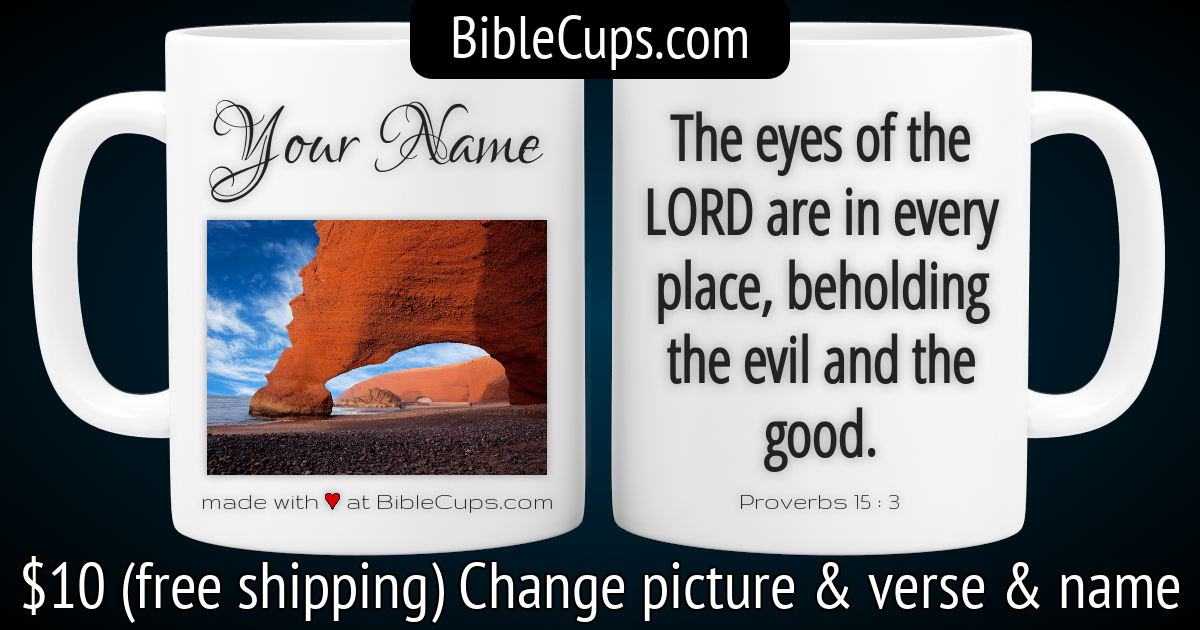 BibleCups.com
Your Name
made with ♥ at BibleCups.com
The eyes of the
LORD are in every
place, beholding
the evil and the
good.
Proverbs 15 : 3
$10 (free shipping) Change picture & verse & name